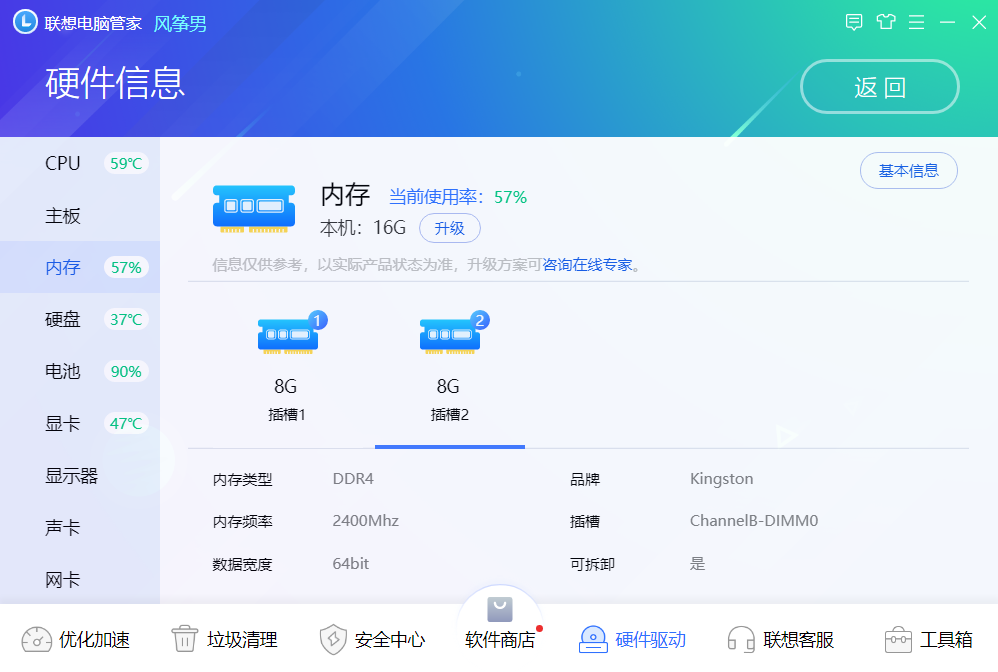 联想电脑管家 风筝男
硬件信息
返回
CPU 59℃
主板
内存 57%
硬盘 37℃
电池 90%
显卡 47℃
显示器
声卡
网卡
基本信息
内存 当前使用率：57%
本机：16G 升级
信息仅供参考，以实际产品状态为准，升级方案可咨询在线专家。
1 2
8G 8G
插槽1 插槽2
内存类型 DDR4 品牌 Kingston
内存频率 2400Mhz 插槽 ChannelB-DIMM0
数据宽度 64bit 可拆卸 是
优化加速 垃圾清理 安全中心 软件商店 硬件驱动 联想客服 工具箱